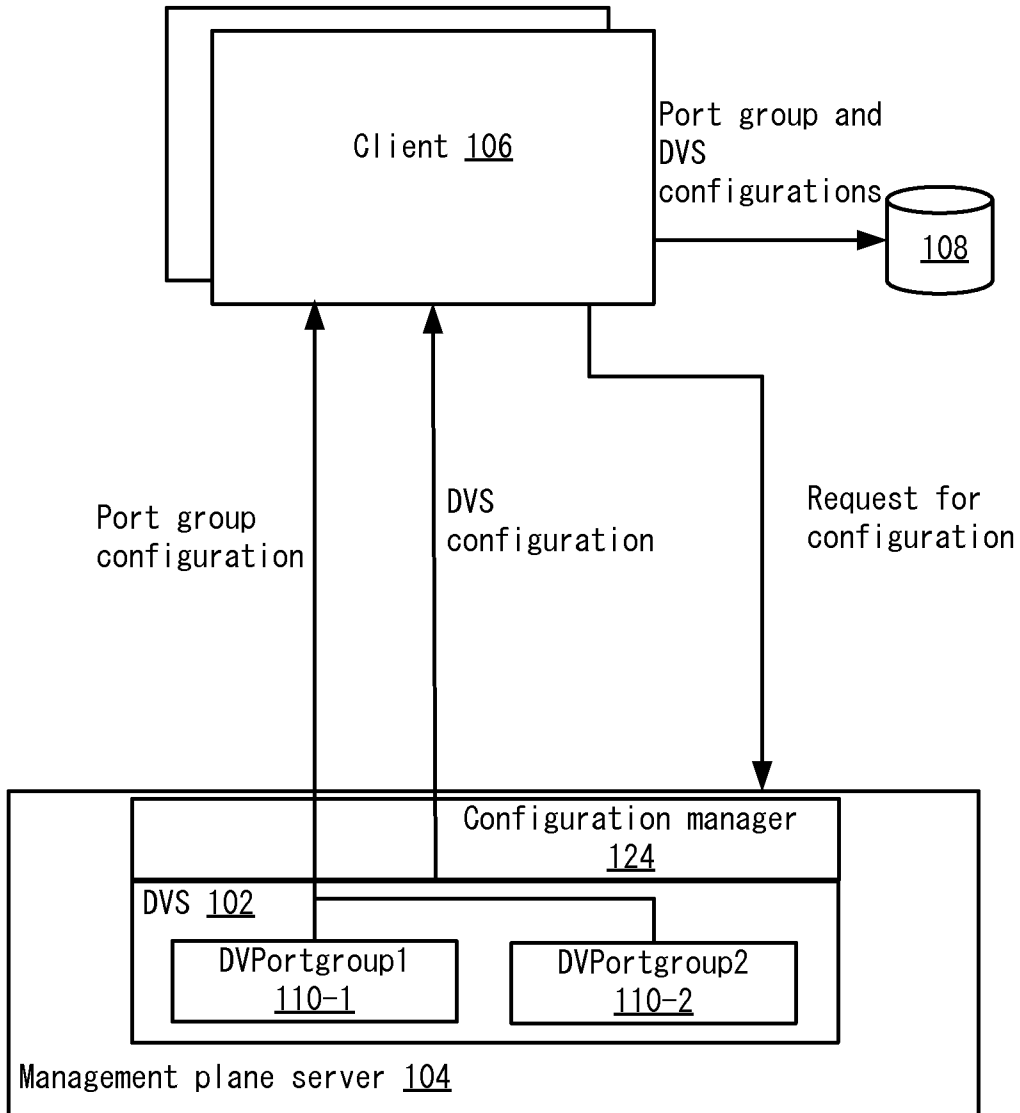 Client 106
Port group and
DVS
configurations
108
Port group
configuration
DVS
configuration
Request for
configuration
Configuration manager
124
DVS 102
DVPortgroup1
110-1
DVPortgroup2
110-2
Management plane server 104